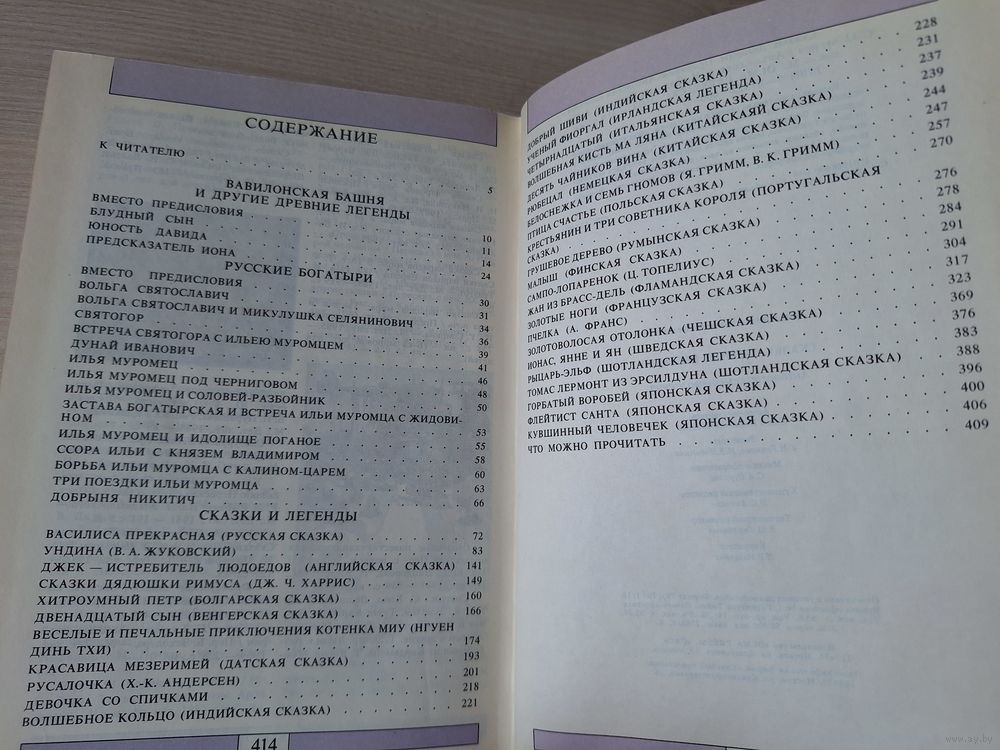 СОДЕРЖАНИЕ
К ЧИТАТЕЛЮ 5
ВАВИЛОНСКАЯ БАШНЯ
И ДРУГИЕ ДРЕВНИЕ ЛЕГЕНДЫ
ВМЕСТО ПРЕДИСЛОВИЯ 10
БЛУДНЫЙ СЫН 11
ЮНОСТЬ ДАВИДА 14
ПРЕДСКАЗАТЕЛЬ ИОНА 24
РУССКИЕ БОГАТЫРИ
ВМЕСТО ПРЕДИСЛОВИЯ 30
ВОЛЬГА СВЯТОСЛАВИЧ 31
ВОЛЬГА СВЯТОСЛАВИЧ И МИКУЛУШКА СЕЛЯНИНОВИЧ 34
СВЯТОГОР 36
ВСТРЕЧА СВЯТОГОРА С ИЛЬЕЮ МУРОМЦЕМ 39
ДУНАЙ ИВАНОВИЧ 41
ИЛЬЯ МУРОМЕЦ 46
ИЛЬЯ МУРОМЕЦ ПОД ЧЕРНИГОВОМ 48
ИЛЬЯ МУРОМЕЦ И СОЛОВЕЙ-РАЗБОЙНИК 50
ЗАСТАВА БОГАТЫРСКАЯ И ВСТРЕЧА ИЛЬИ МУРОМЦА С ЖИДОВИ-
НОМ 53
ИЛЬЯ МУРОМЕЦ И ИДОЛИЩЕ ПОГАНОЕ 55
ССОРА ИЛЬИ С КНЯЗЕМ ВЛАДИМИРОМ 58
БОРЬБА ИЛЬИ МУРОМЦА С КАЛИНОМ-ЦАРЕМ 60
ТРИ ПОЕЗДКИ ИЛЬИ МУРОМЦА 63
ДОБРЫНЯ НИКИТИЧ 66
СКАЗКИ И ЛЕГЕНДЫ
ВАСИЛИСА ПРЕКРАСНАЯ (РУССКАЯ СКАЗКА) 72
УНДИНА (В. А. ЖУКОВСКИЙ) 83
ДЖЕК — ИСТРЕБИТЕЛЬ ЛЮДОЕДОВ (АНГЛИЙСКАЯ СКАЗКА) 141
СКАЗКИ ДЯДЮШКИ РИМУСА (ДЖ. Ч. ХАРРИС) 149
ХИТРОУМНЫЙ ПЕТР (БОЛГАРСКАЯ СКАЗКА) 160
ДВЕНАДЦАТЫЙ СЫН (ВЕНГЕРСКАЯ СКАЗКА) 166
ВЕСЕЛЫЕ И ПЕЧАЛЬНЫЕ ПРИКЛЮЧЕНИЯ КОТЕНКА МИУ (НГУЕН
ДИНЬ ТХИ) 174
КРАСАВИЦА МЕЗЕРИМЕЙ (ДАТСКАЯ СКАЗКА) 193
РУСАЛОЧКА (Х.-К. АНДЕРСЕН) 201
ДЕВОЧКА СО СПИЧКАМИ 218
ВОЛШЕБНОЕ КОЛЬЦО (ИНДИЙСКАЯ СКАЗКА) 221
414
ДОБРЫЙ ШИВИ (ИНДИЙСКАЯ СКАЗКА) 228
УЧЕНЫЙ ФИОРГАЛ (ИРЛАНДСКАЯ ЛЕГЕНДА) 231
ЧЕТЫРНАДЦАТЫЙ (ИТАЛЬЯНСКАЯ СКАЗКА) 237
ВОЛШЕБНАЯ КИСТЬ МА ЛЯНА (КИТАЙСКАЯЙ СКАЗКА) 239
ДЕСЯТЬ ЧАЙНИКОВ ВИНА (КИТАЙСКАЯ СКАЗКА) 244
РЮБЕЦАЛ (НЕМЕЦКАЯ СКАЗКА) 247
БЕЛОСНЕЖКА И СЕМЬ ГНОМОВ (Я. ГРИММ, В. К. ГРИММ) 257
ПТИЦА СЧАСТЬЕ (ПОЛЬСКАЯ СКАЗКА) 270
КРЕСТЬЯНИН И ТРИ СОВЕТНИКА КОРОЛЯ (ПОРТУГАЛЬСКАЯ
СКАЗКА) 276
ГРУШЕВОЕ ДЕРЕВО (РУМЫНСКАЯ СКАЗКА) 278
МАЛЫШ (ФИНСКАЯ СКАЗКА) 284
САМПО-ЛОПАРЕНОК (Ц. ТОПЕЛИУС) 291
ЖАН ИЗ БРАСС-ДЕЛЬ (ФЛАМАНДСКАЯ СКАЗКА) 304
ЗОЛОТЫЕ НОГИ (ФРАНЦУЗСКАЯ СКАЗКА) 317
ПЧЕЛКА (А. ФРАНС) 323
ЗОЛОТОВОЛОСАЯ ОТОЛОНКА (ЧЕШСКАЯ СКАЗКА) 369
ИОНАС, ЯННЕ И ЯН (ШВЕДСКАЯ СКАЗКА) 376
РЫЦАРЬ-ЭЛЬФ (ШОТЛАНДСКАЯ ЛЕГЕНДА) 383
ТОМАС ЛЕРМОНТ ИЗ ЭРСИЛДУНА (ШОТЛАНДСКАЯ СКАЗКА) 388
ГОРБАТЫЙ ВОРОБЕЙ (ЯПОНСКАЯ СКАЗКА) 396
ФЛЕЙТИСТ САНТА (ЯПОНСКАЯ СКАЗКА) 400
КУВШИННЫЙ ЧЕЛОВЕЧЕК (ЯПОНСКАЯ СКАЗКА) 406
ЧТО МОЖНО ПРОЧИТАТЬ 409
www.ay.by